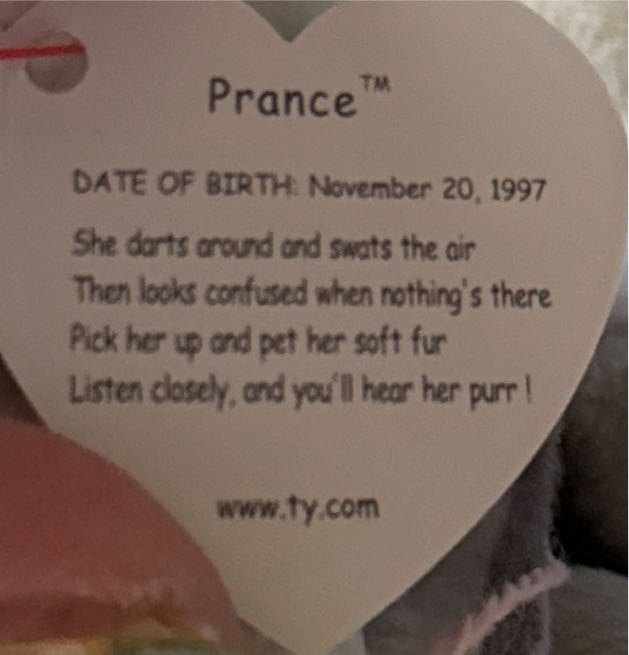 Prance™
DATE OF BIRTH: November 20, 1997
She darts around and swats the air
Then looks confused when nothing's there
Pick her up and pet her soft fur
Listen closely, and you'll hear her purr !
www.ty.com